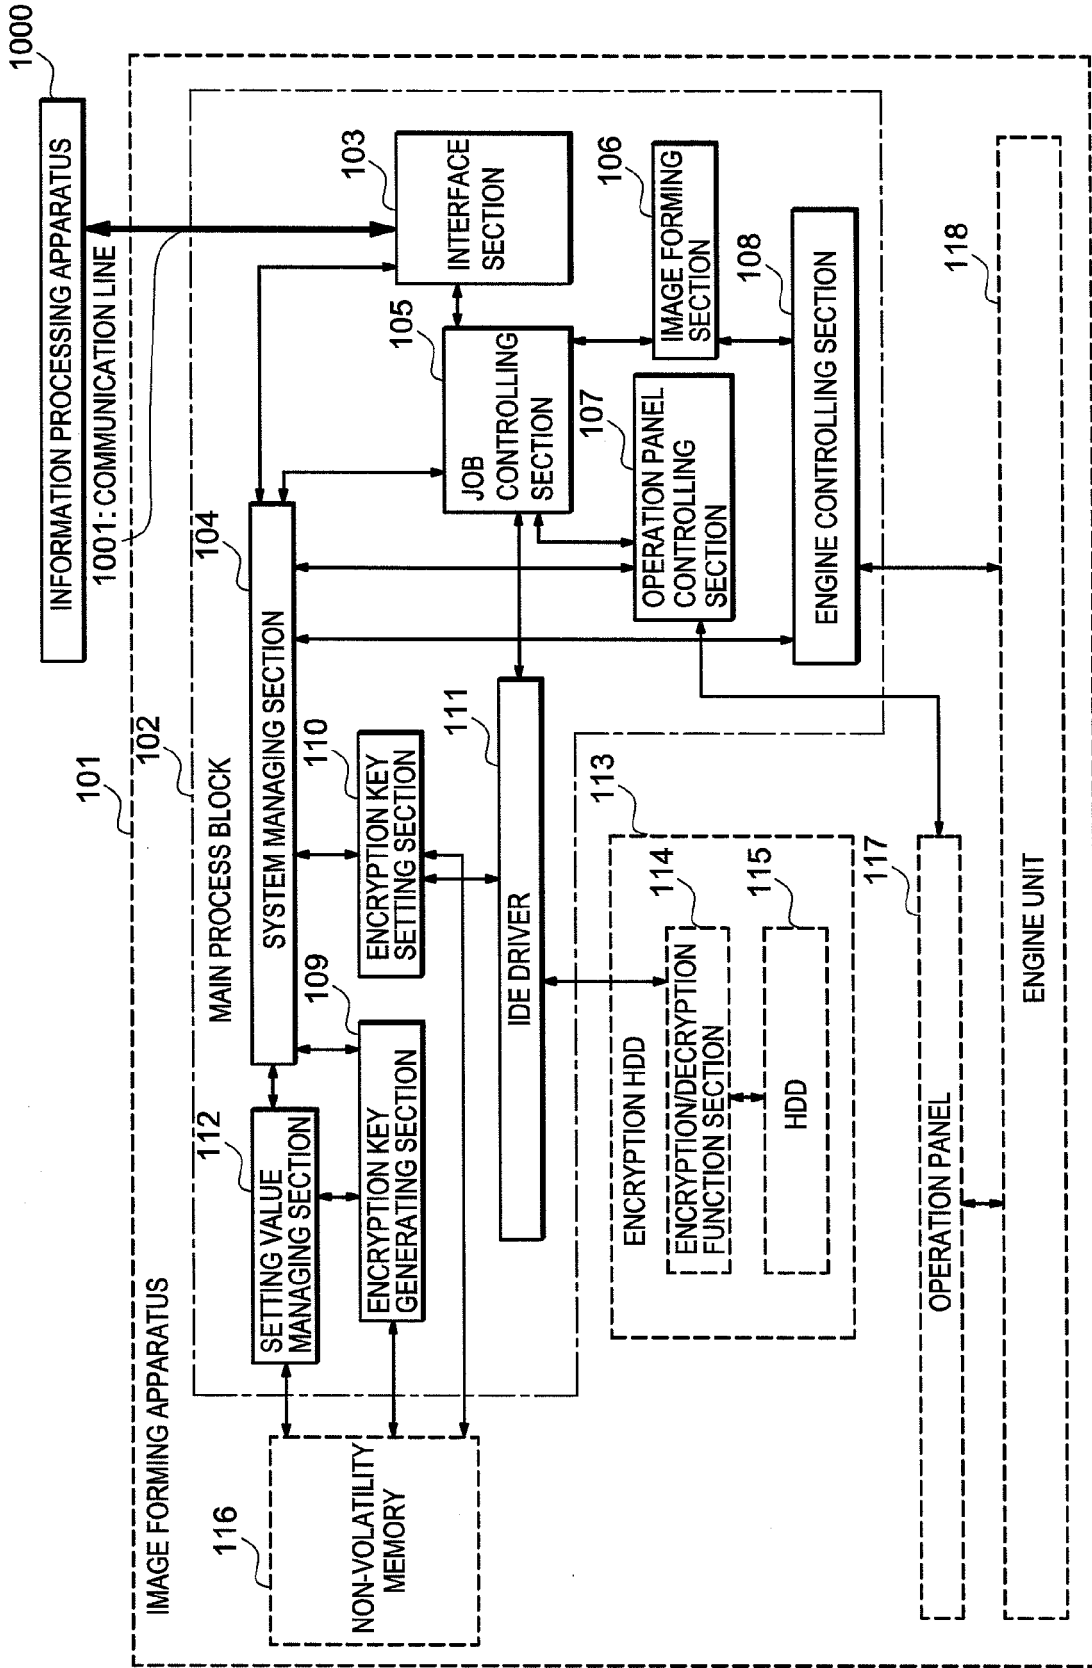 1000
INFORMATION PROCESSING APPARATUS
1001: COMMUNICATION LINE
101
IMAGE FORMING APPARATUS
102
MAIN PROCESS BLOCK
104
SYSTEM MANAGING SECTION
103
INTERFACE
SECTION
105
JOB
CONTROLLING
SECTION
106
IMAGE FORMING
SECTION
107
OPERATION PANEL
CONTROLLING
SECTION
108
ENGINE CONTROLLING SECTION
112
SETTING VALUE
MANAGING SECTION
109
ENCRYPTION KEY
GENERATING SECTION
110
ENCRYPTION KEY
SETTING SECTION
111
IDE DRIVER
116
NON-VOLATILITY
MEMORY
113
ENCRYPTION HDD
114
ENCRYPTION/DECRYPTION
FUNCTION SECTION
115
HDD
117
OPERATION PANEL
118
ENGINE UNIT